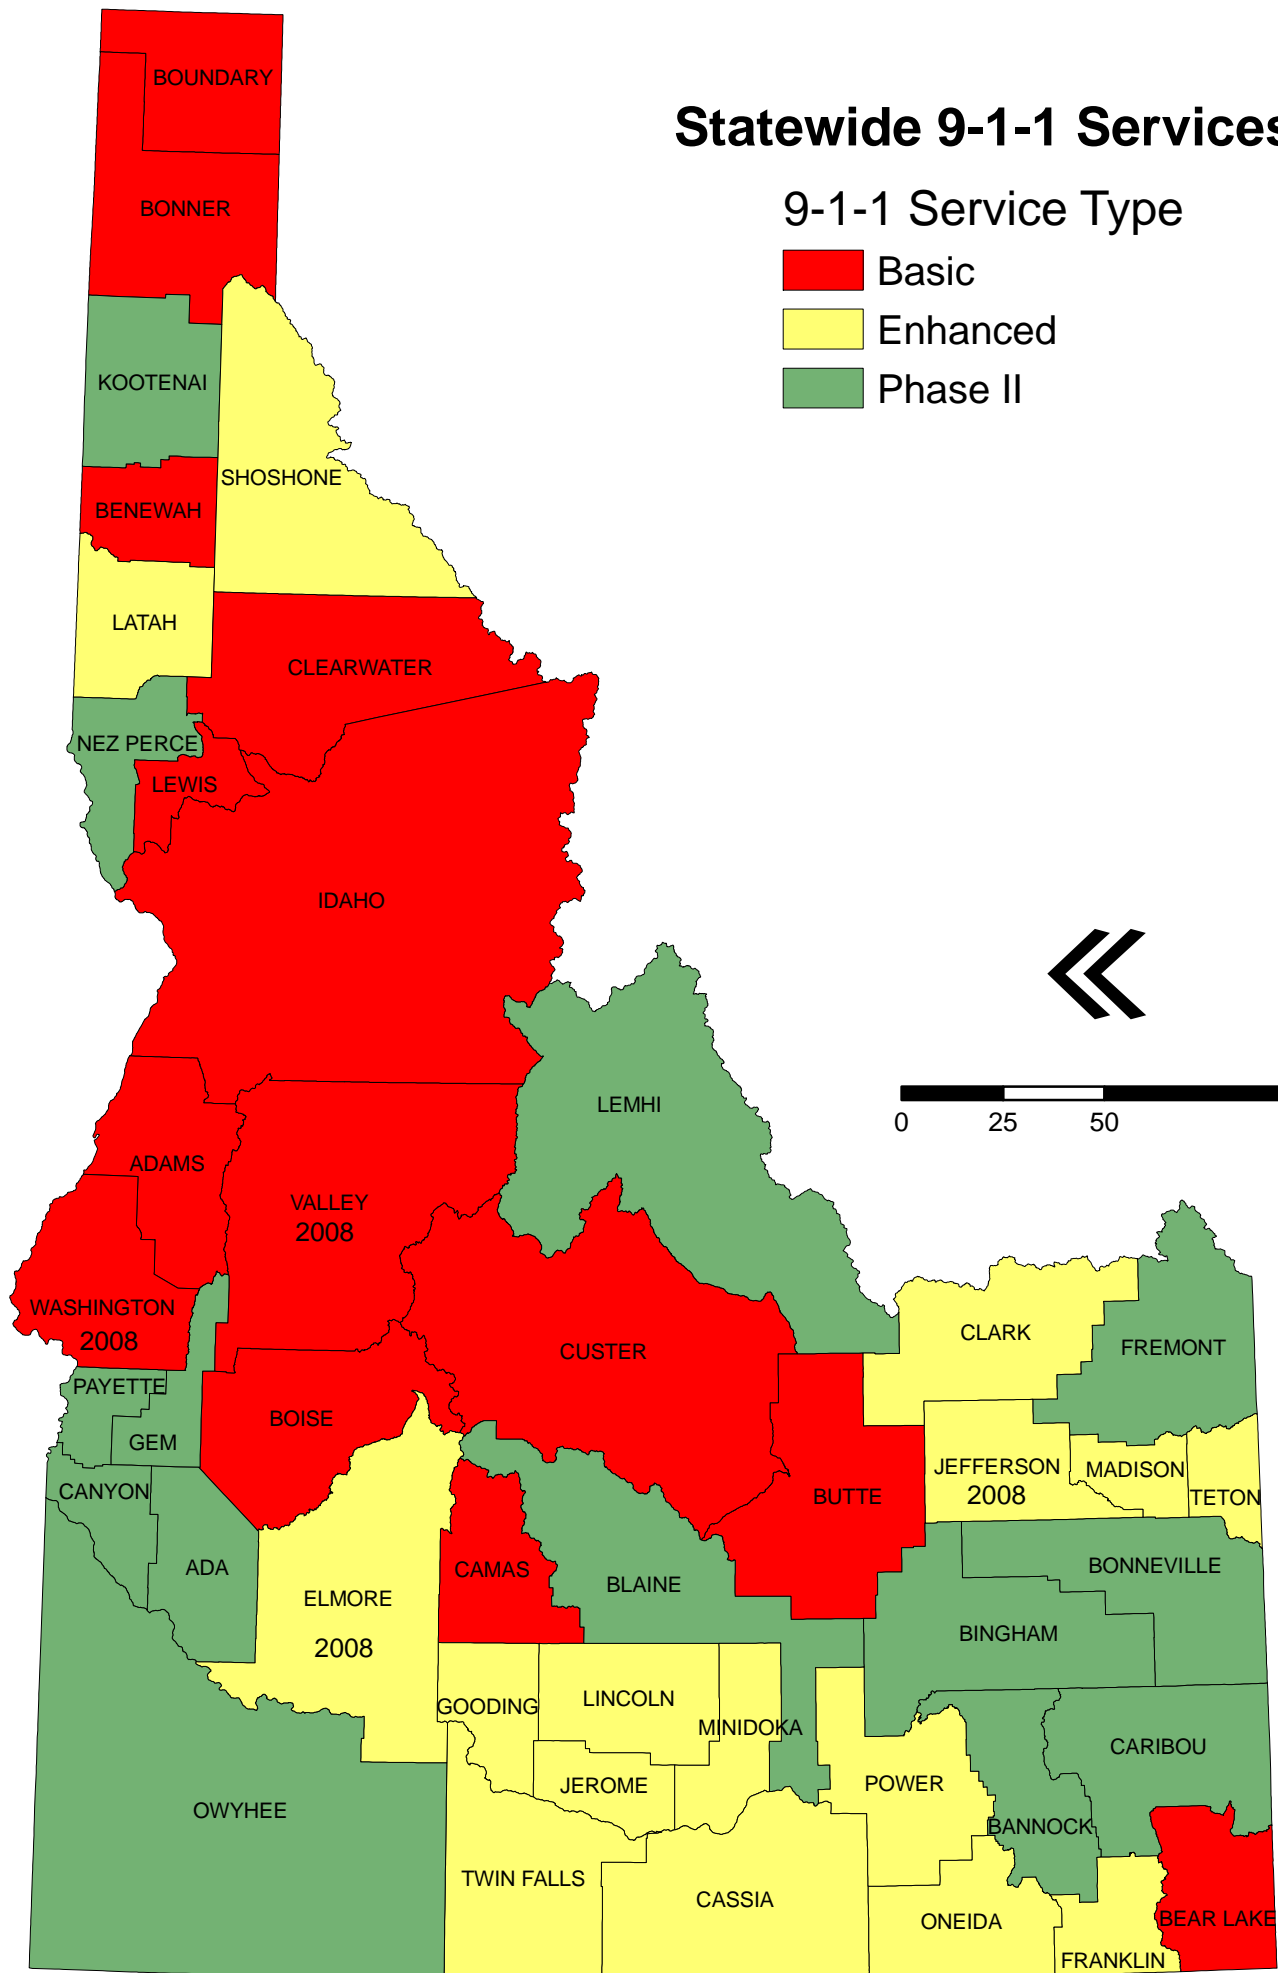 BOUNDARY
Statewide 9-1-1 Services
9-1-1 Service Type
BONNER
Basic
Enhanced
KOOTENAI
Phase II
SHOSHONE
BENEWAH
LATAH
CLEARWATER
NEZ PERCE
LEWIS
IDAHO
LEMHI
0 25 50
ADAMS
VALLEY
2008
WASHINGTON
2008
CUSTER
CLARK
FREMONT
PAYETTE
BOISE
GEM
JEFFERSON
2008
MADISON
CANYON
BUTTE
TETON
ADA
CAMAS
BLAINE
BONNEVILLE
ELMORE
2008
BINGHAM
GOODING
LINCOLN
MINIDOKA
CARIBOU
JEROME
POWER
OWYHEE
BANNOCK
TWIN FALLS
CASSIA
ONEIDA
BEAR LAKE
FRANKLIN